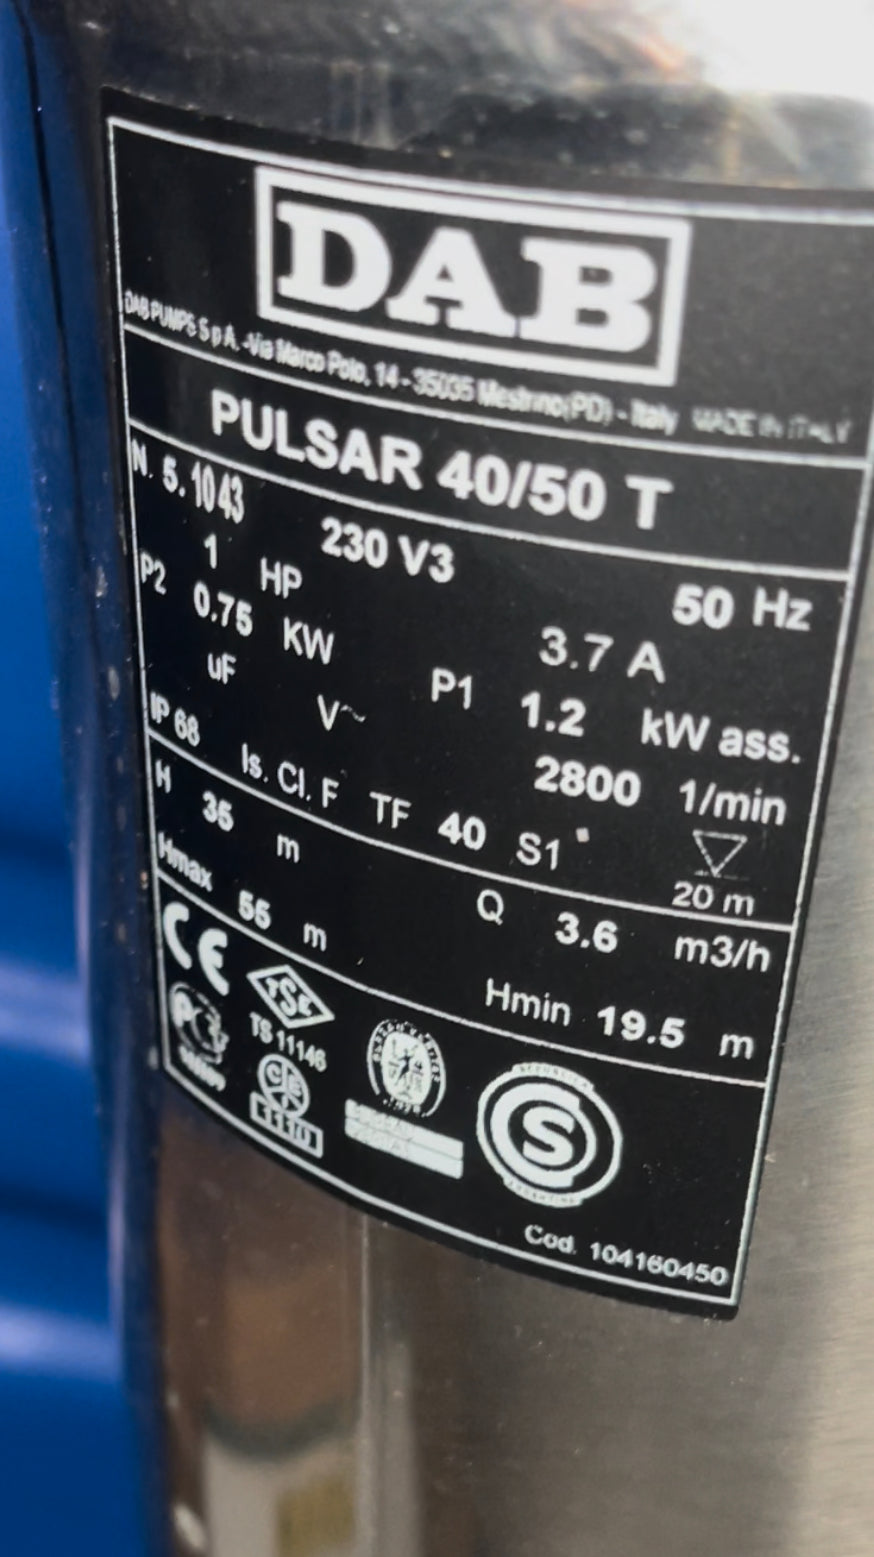 DAB
DAB PUMPS S.p.A. - Via Marco Polo, 14 - 35035 Mestrino(PD) - Italy MADE IN ITALY
PULSAR 40/50 T
N. 5.1043 230 V3 50 Hz
1 HP 3.7 A
P2 0.75 KW P1 1.2 kW ass.
uF V~ 2800 1/min
IP 68 Is. Cl. F TF 40 S1 20 m
H 35 m Q 3.6 m3/h
Hmax 55 m Hmin 19.5 m
CE
TSE
TS 11146
S
Cod. 104160450